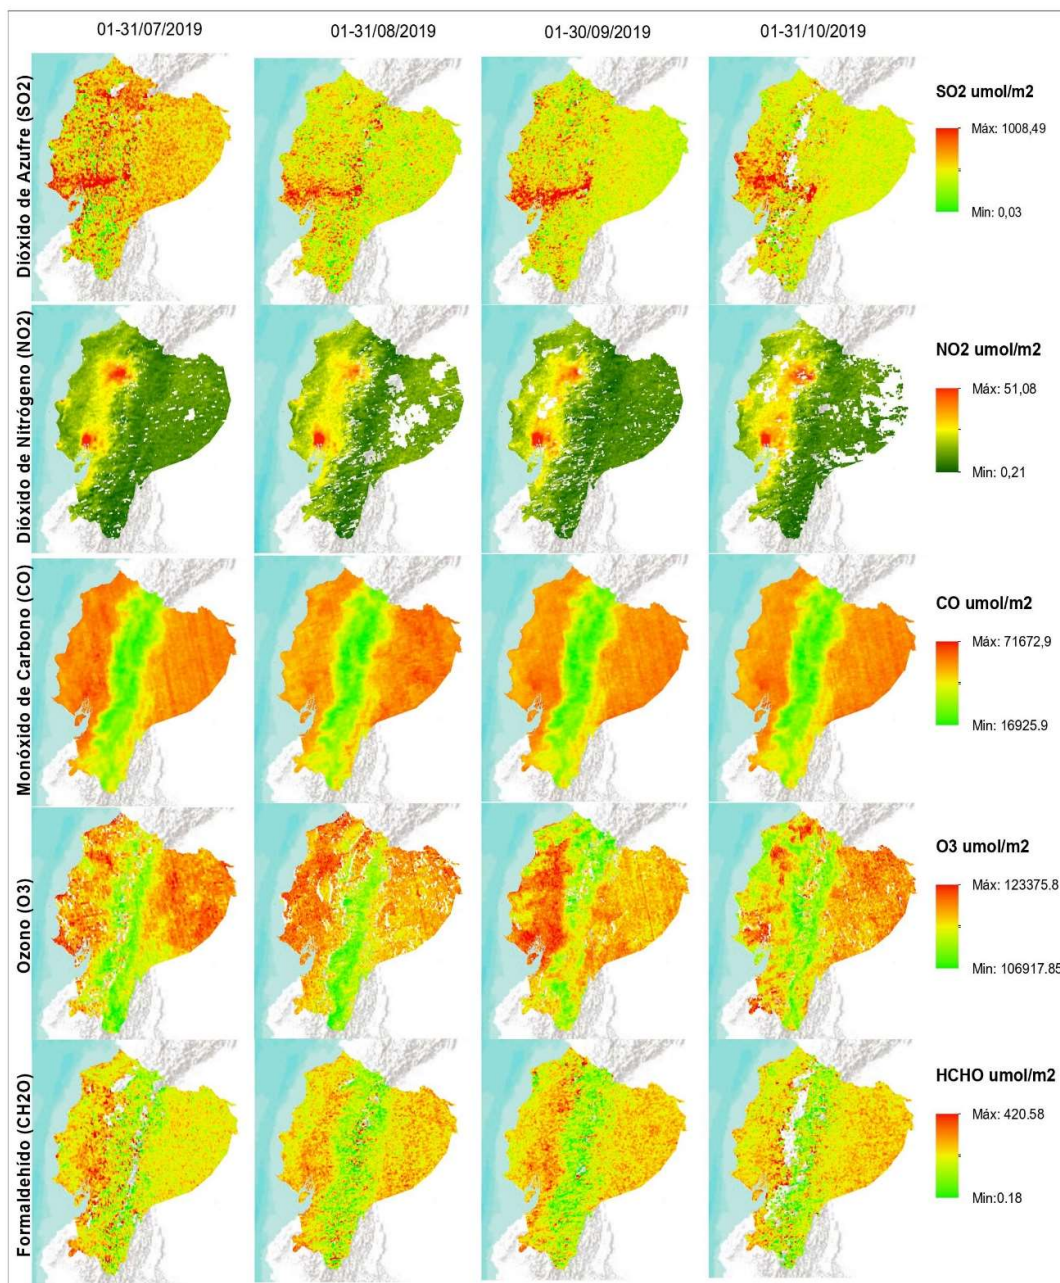 01-31/07/2019
01-31/08/2019
01-30/09/2019
01-31/10/2019
Dióxido de Azufre (SO2)
SO2 umol/m2
Máx: 1008,49
Min: 0,03
Dióxido de Nitrógeno (NO2)
NO2 umol/m2
Máx: 51,08
Min: 0,21
Monóxido de Carbono (CO)
CO umol/m2
Máx: 71672,9
Min: 16925.9
Ozono (O3)
O3 umol/m2
Máx: 123375.8
Min: 106917.85
Formaldehido (CH2O)
HCHO umol/m2
Máx: 420.58
Min:0.18